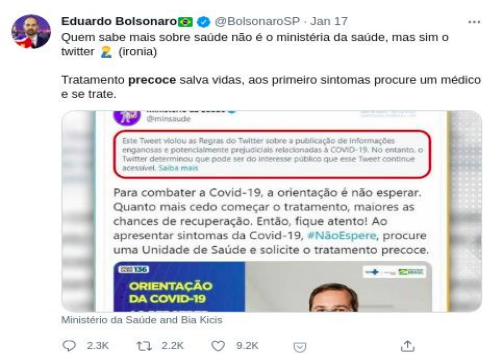 Eduardo Bolsonaro @BolsonaroSP · Jan 17
Quem sabe mais sobre saúde não é o ministéria da saúde, mas sim o
twitter (ironia)
Tratamento precoce salva vidas, aos primeiro sintomas procure um médico
e se trate.
@minsaude
Este Tweet violou as Regras do Twitter sobre a publicação de informações
enganosas e potencialmente prejudiciais relacionadas à COVID-19. No entanto, o
Twitter determinou que pode ser do interesse público que esse Tweet continue
acessível. Saiba mais
Para combater a Covid-19, a orientação é não esperar.
Quanto mais cedo começar o tratamento, maiores as
chances de recuperação. Então, fique atento! Ao
apresentar sintomas da Covid-19, #NãoEspere, procure
uma Unidade de Saúde e solicite o tratamento precoce.
136
ORIENTAÇÃO
DA COVID-19
Ministério da Saúde and Bia Kicis
2.3K 2.2K 9.2K